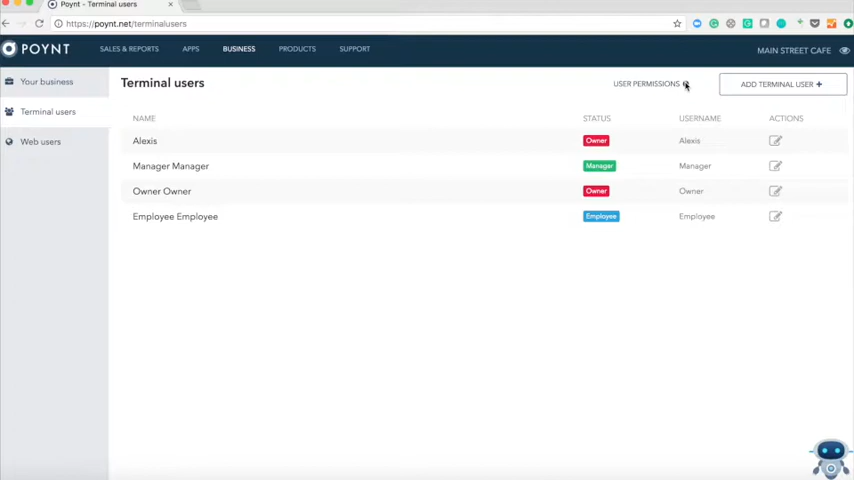 Poynt - Terminal users
https://poynt.net/terminalusers
POYNT SALES & REPORTS APPS BUSINESS PRODUCTS SUPPORT MAIN STREET CAFE
Your business
Terminal users
Web users
Terminal users USER PERMISSIONS ADD TERMINAL USER +
NAME STATUS USERNAME ACTIONS
Alexis Owner Alexis
Manager Manager Manager Manager
Owner Owner Owner Owner
Employee Employee Employee Employee